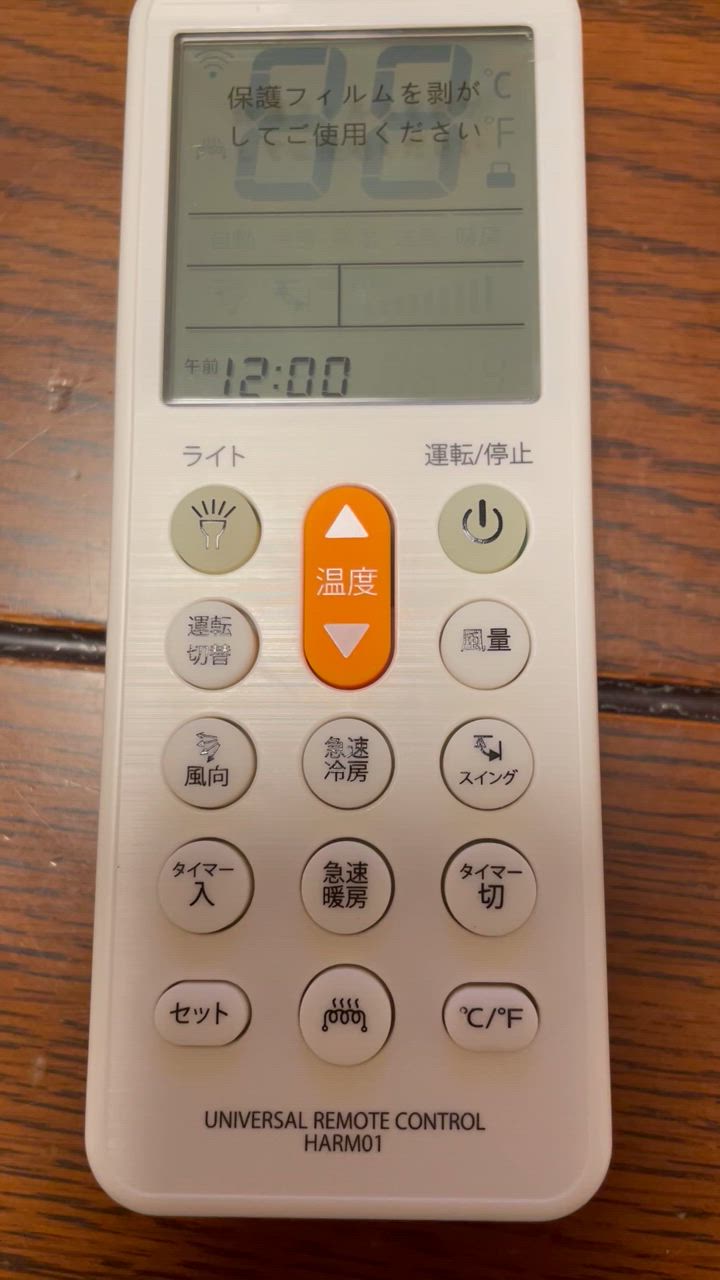 保護フィルムを剥が
してご使用ください
℃
°F
自動
午前 12:00
ライト
運転/停止
温度
運転
切替
風量
風向
急速
冷房
スイング
タイマー
入
急速
暖房
タイマー
切
セット
℃/°F
UNIVERSAL REMOTE CONTROL
HARM01